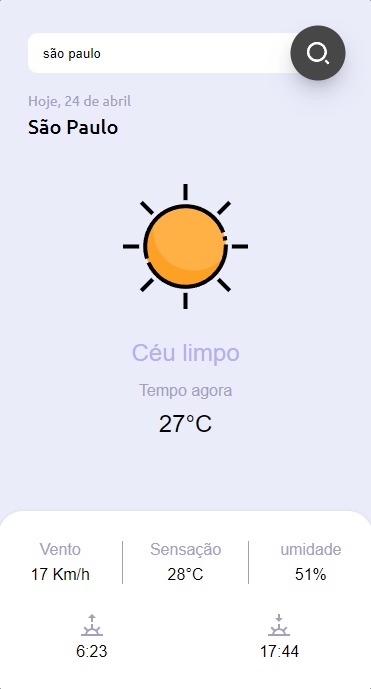 são paulo
Hoje, 24 de abril
São Paulo
Céu limpo
Tempo agora
27°C
Vento Sensação umidade
17 Km/h 28°C 51%
6:23 17:44